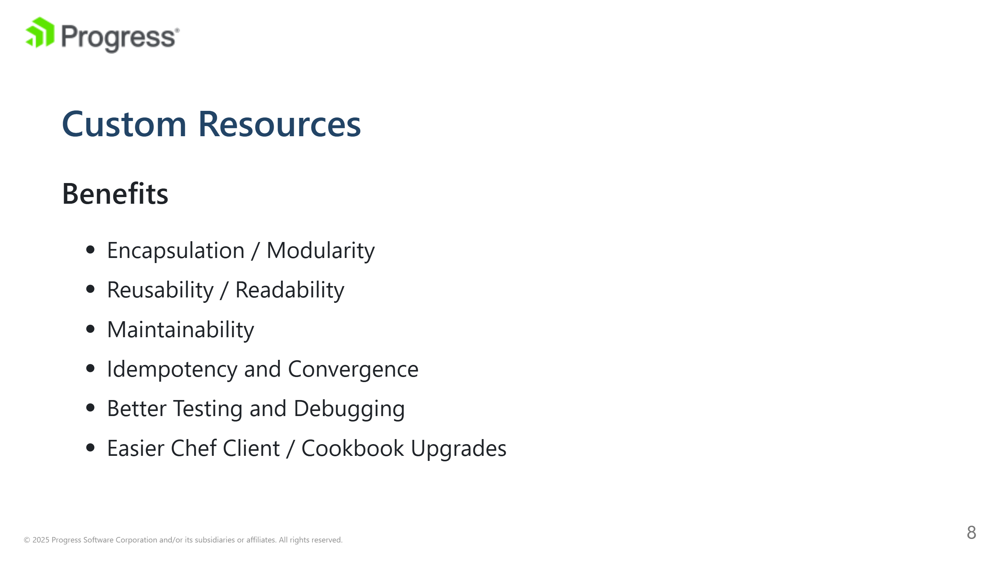 Progress®
Custom Resources
Benefits
• Encapsulation / Modularity
• Reusability / Readability
• Maintainability
• Idempotency and Convergence
• Better Testing and Debugging
• Easier Chef Client / Cookbook Upgrades
© 2025 Progress Software Corporation and/or its subsidiaries or affiliates. All rights reserved.
8